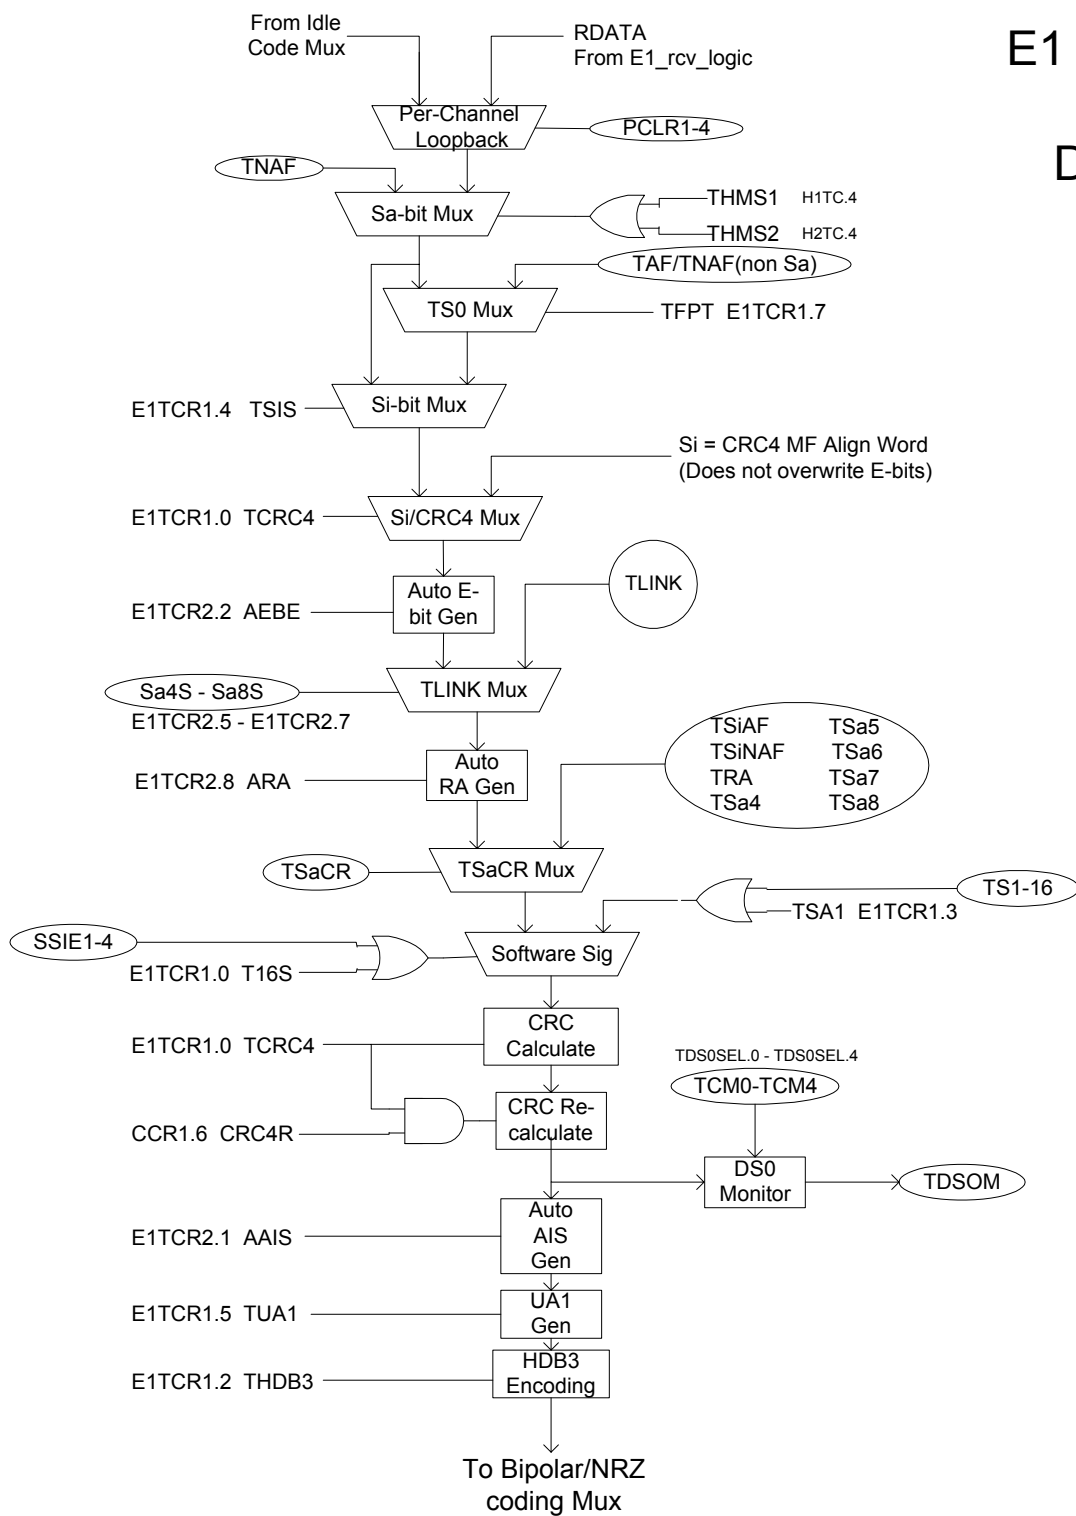 From Idle
Code Mux
RDATA
From E1_rcv_logic
E1
D
Per-Channel
Loopback
PCLR1-4
TNAF
Sa-bit Mux
THMS1 H1TC.4
THMS2 H2TC.4
TAF/TNAF(non Sa)
TS0 Mux
TFPT E1TCR1.7
E1TCR1.4 TSIS
Si-bit Mux
Si = CRC4 MF Align Word
(Does not overwrite E-bits)
E1TCR1.0 TCRC4
Si/CRC4 Mux
Auto E-
bit Gen
TLINK
E1TCR2.2 AEBE
Sa4S - Sa8S
E1TCR2.5 - E1TCR2.7
TLINK Mux
TSiAF TSa5
TSiNAF TSa6
TRA TSa7
TSa4 TSa8
E1TCR2.8 ARA
Auto
RA Gen
TSaCR
TSaCR Mux
TS1-16
TSA1 E1TCR1.3
SSIE1-4
E1TCR1.0 T16S
Software Sig
E1TCR1.0 TCRC4
CRC
Calculate
TDS0SEL.0 - TDS0SEL.4
TCM0-TCM4
CCR1.6 CRC4R
CRC Re-
calculate
DS0
Monitor
TDSOM
E1TCR2.1 AAIS
Auto
AIS
Gen
E1TCR1.5 TUA1
UA1
Gen
E1TCR1.2 THDB3
HDB3
Encoding
To Bipolar/NRZ
coding Mux